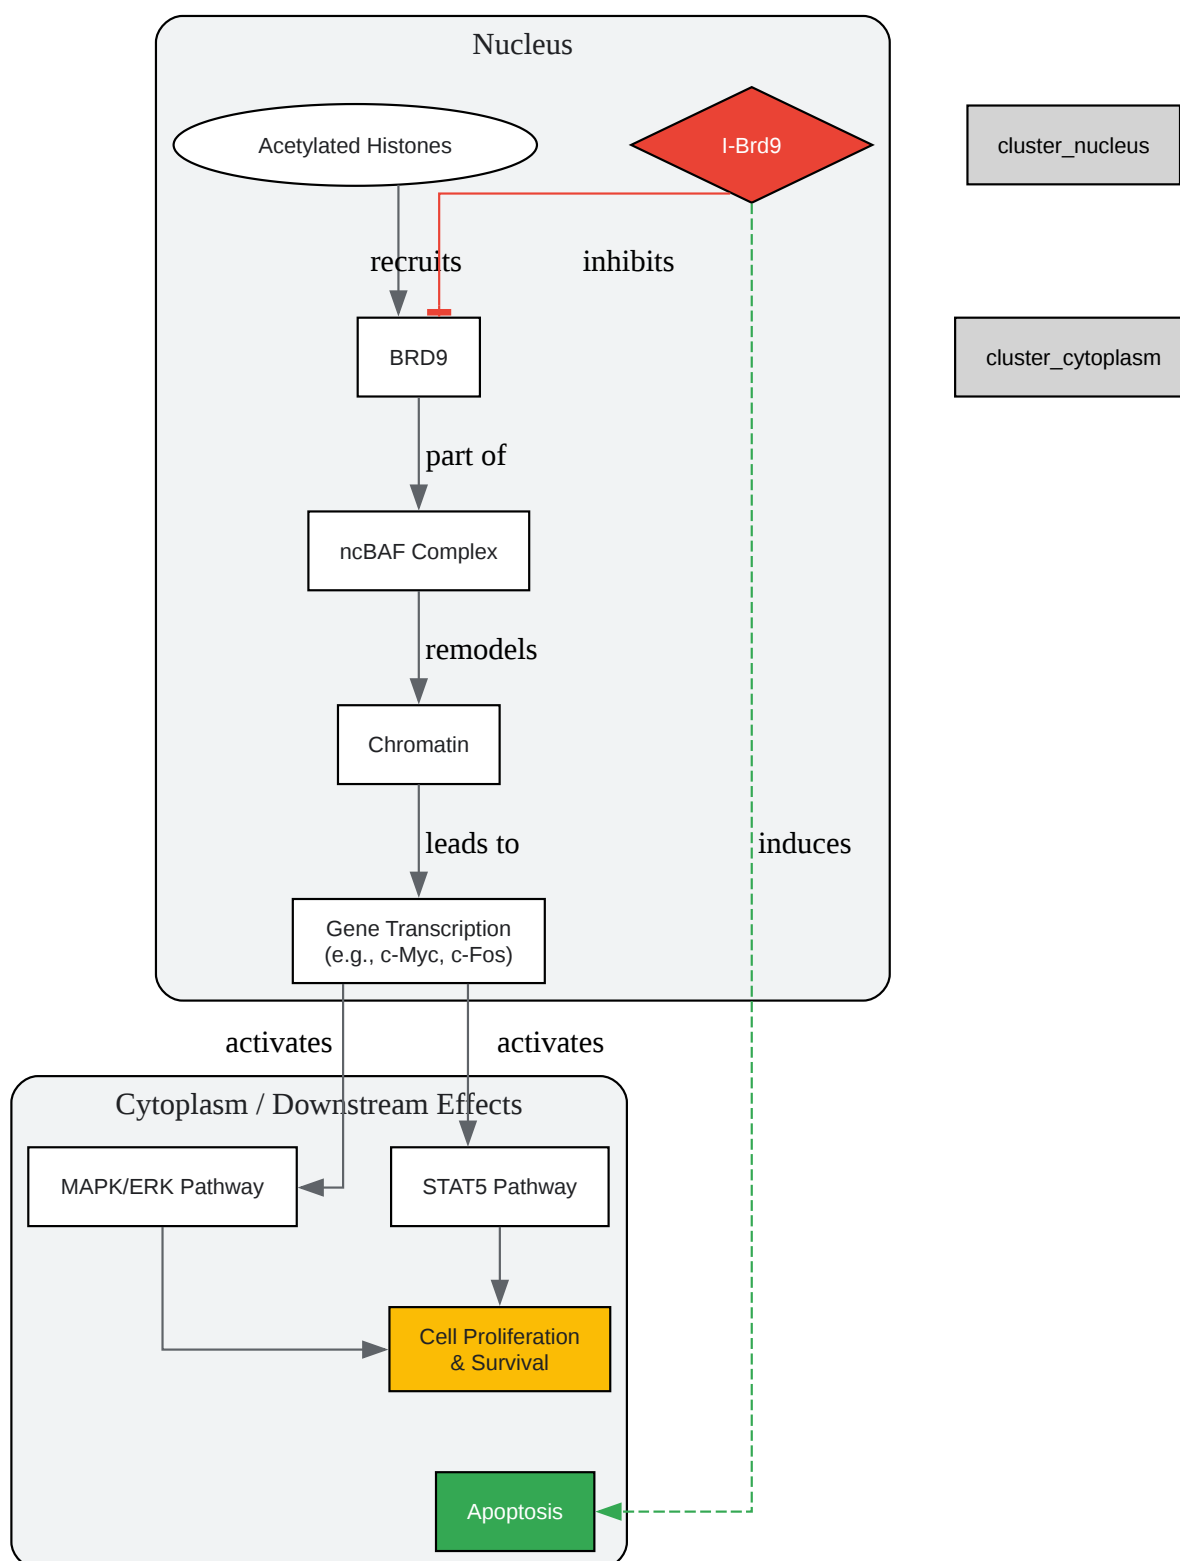 Nucleus
Acetylated Histones
I-Brd9
cluster_nucleus
recruits
inhibits
BRD9
cluster_cytoplasm
part of
ncBAF Complex
remodels
Chromatin
leads to
induces
Gene Transcription
(e.g., c-Myc, c-Fos)
activates
activates
Cytoplasm / Downstream Effects
MAPK/ERK Pathway
STAT5 Pathway
Cell Proliferation
& Survival
Apoptosis